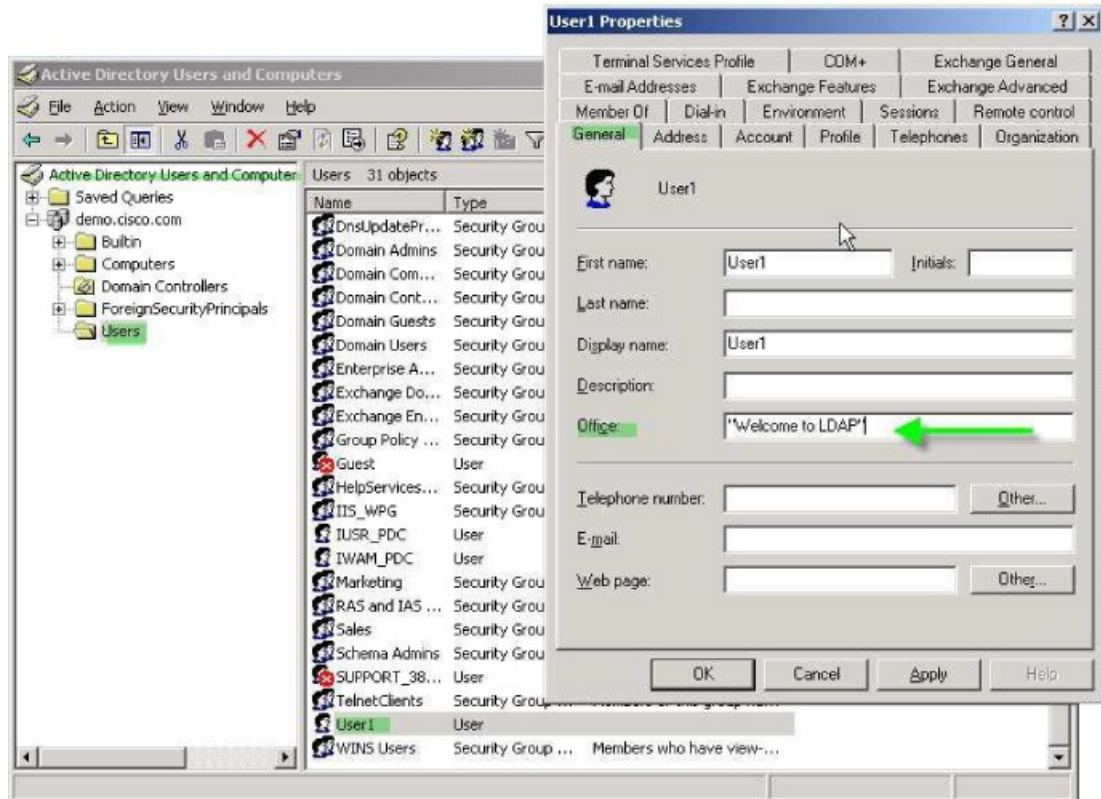 Active Directory Users and Computers
File Action View Window Help
Active Directory Users and Computer
Saved Queries
demo.cisco.com
Builtin
Computers
Domain Controllers
ForeignSecurityPrincipals
Users
Users 31 objects
Name Type
DnsUpdatePr... Security Grou
Domain Admins Security Grou
Domain Com... Security Grou
Domain Cont... Security Grou
Domain Guests Security Grou
Domain Users Security Grou
Enterprise A... Security Grou
Exchange Do... Security Grou
Exchange En... Security Grou
Group Policy ... Security Grou
Guest User
HelpServices... Security Grou
IIS_WPG Security Grou
IUSR_PDC User
IWAM_PDC User
Marketing Security Grou
RAS and IAS ... Security Grou
Sales Security Grou
Schema Admins Security Grou
SUPPORT_38... User
TelnetClients Security Group ... Members of this group
User1 User
WINS Users Security Group ... Members who have view-...
User1 Properties
Terminal Services Profile COM+ Exchange General
E-mail Addresses Exchange Features Exchange Advanced
Member Of Dial-in Environment Sessions Remote control
General Address Account Profile Telephones Organization
User1
First name: User1 Initials:
Last name:
Display name: User1
Description:
Office: "Welcome to LDAP"
Telephone number: Other...
E-mail:
Web page: Other...
OK Cancel Apply Help